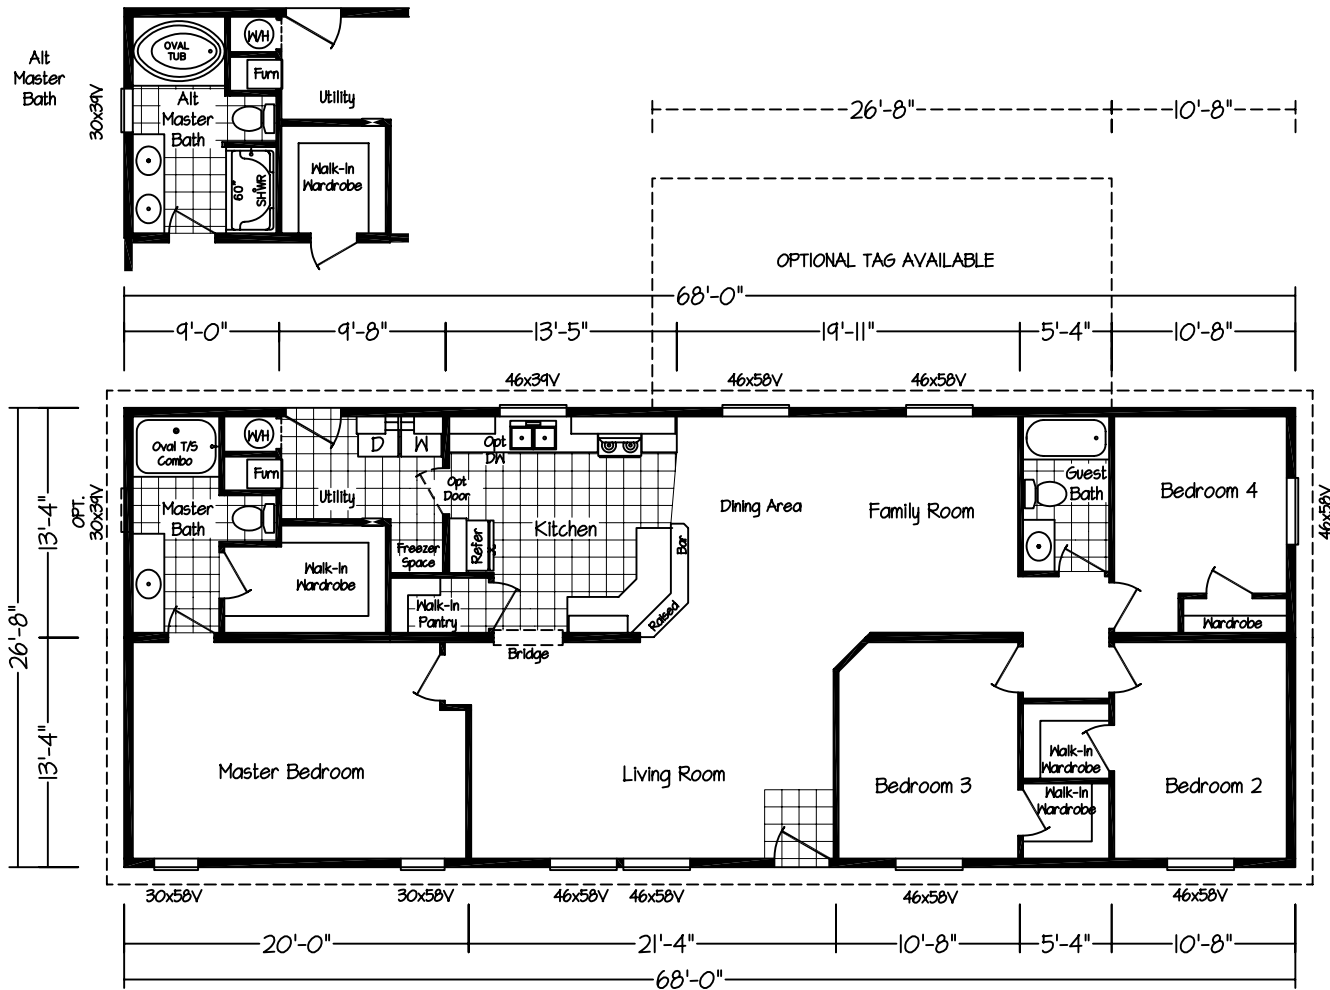 Alt
Master
Bath
30x39V
OVAL
TUB
W/H
Furn
Utility
Alt
Master
Bath
60"
SHWR
Walk-In
Wardrobe
26'-8"
10'-8"
OPTIONAL TAG AVAILABLE
68'-0"
9'-0"
9'-8"
13'-5"
19'-11"
5'-4"
10'-8"
46x39V
46x58V
46x58V
Oval T/S
Combo
W/H
Furn
D
W
Opt
DW
Opt
Door
Utility
Master
Bath
OPT.
30x39V
13'-4"
26'-8"
13'-4"
Walk-In
Wardrobe
Freezer
Space
Refer
Kitchen
Walk-In
Pantry
Bar
Raised
Bridge
Dining Area
Family Room
Guest
Bath
Bedroom 4
46x58V
Wardrobe
Master Bedroom
Living Room
Bedroom 3
Walk-In
Wardrobe
Walk-In
Wardrobe
Bedroom 2
30x58V
30x58V
46x58V
46x58V
46x58V
46x58V
20'-0"
21'-4"
10'-8"
5'-4"
10'-8"
68'-0"